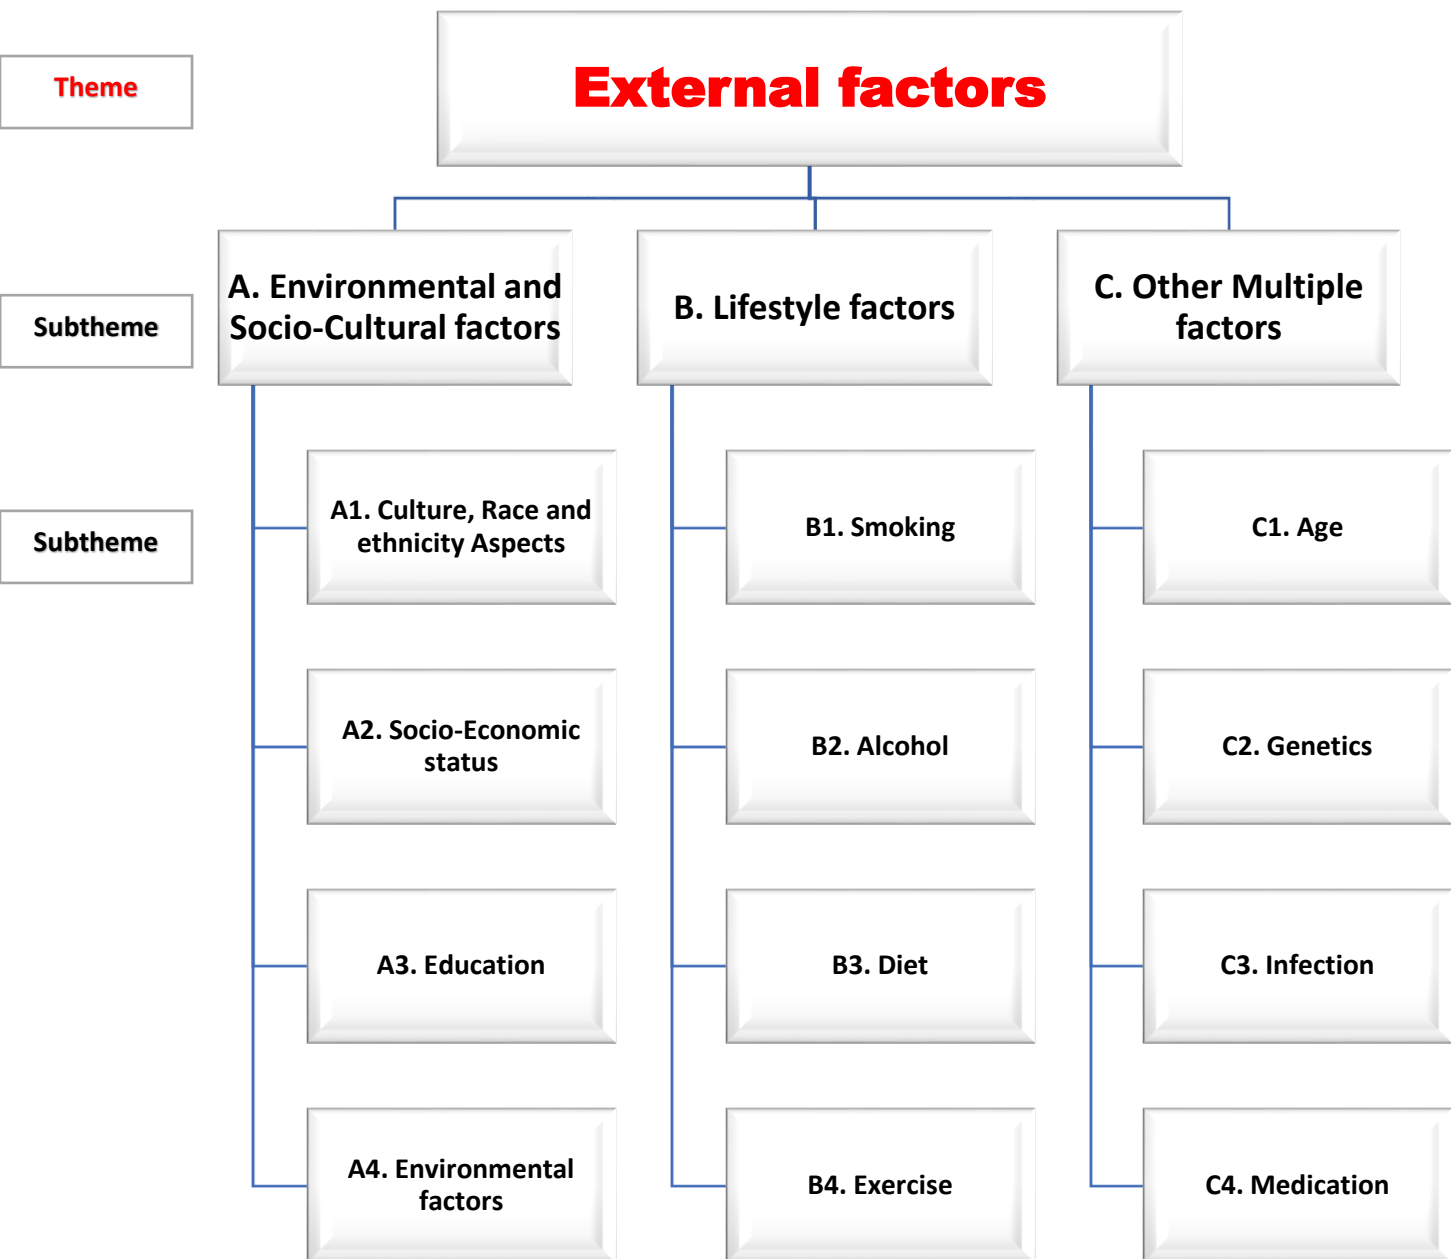 Theme
External factors
Subtheme
A. Environmental and
Socio-Cultural factors
B. Lifestyle factors
C. Other Multiple
factors
Subtheme
A1. Culture, Race and
ethnicity Aspects
B1. Smoking
C1. Age
A2. Socio-Economic
status
B2. Alcohol
C2. Genetics
A3. Education
B3. Diet
C3. Infection
A4. Environmental
factors
B4. Exercise
C4. Medication